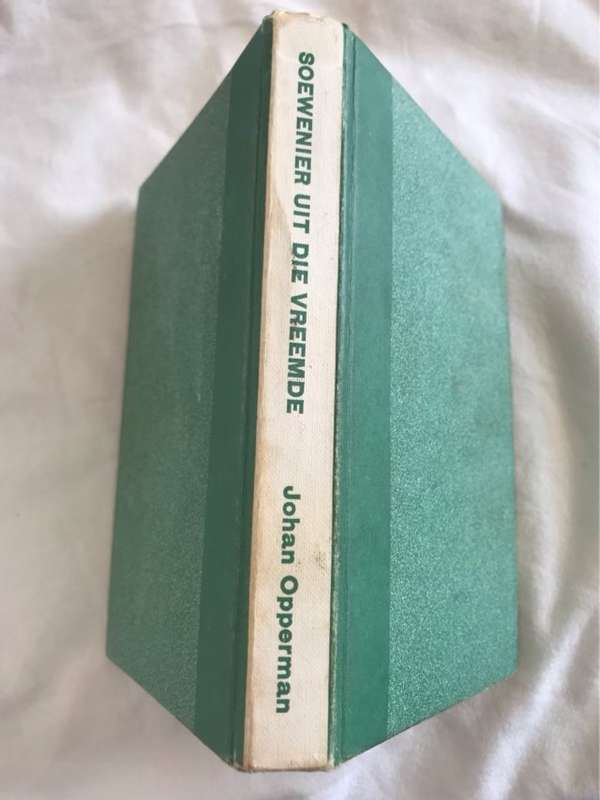 SOEWENIER UIT DIE VREEMDE
Johan Opperman